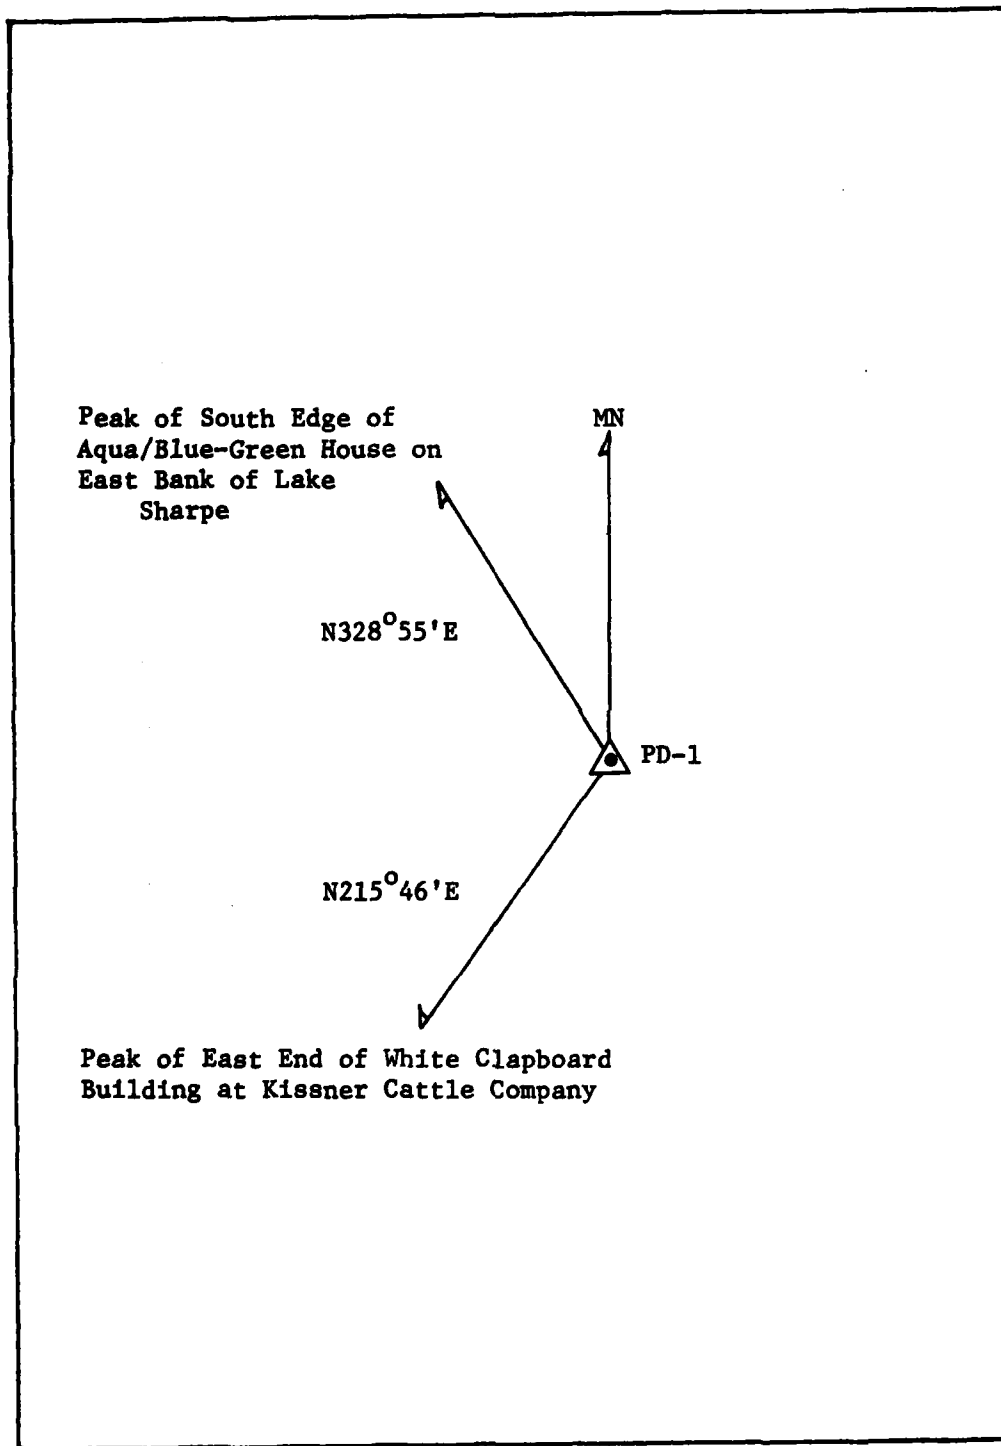 Peak of South Edge of
Aqua/Blue-Green House on
East Bank of Lake
Sharpe
MN
N328°55'E
PD-1
N215°46'E
Peak of East End of White Clapboard
Building at Kissner Cattle Company